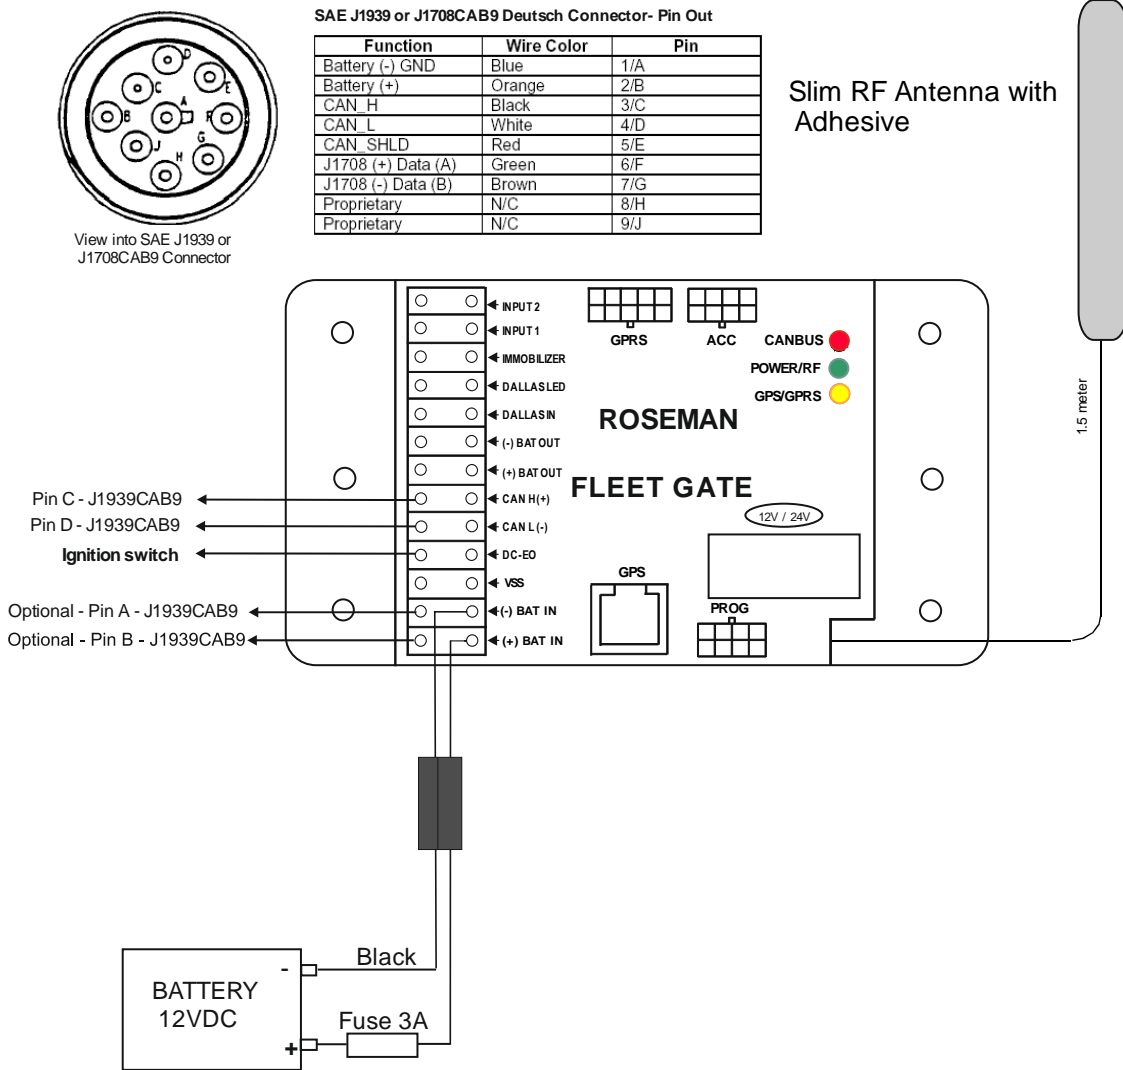 SAE J1939 or J1708CAB9 Deutsch Connector- Pin Out
Function Wire Color Pin
Battery (-) GND Blue 1/A
Battery (+) Orange 2/B
CAN_H Black 3/C
CAN_L White 4/D
CAN_SHLD Red 5/E
J1708 (+) Data (A) Green 6/F
J1708 (-) Data (B) Brown 7/G
Proprietary N/C 8/H
Proprietary N/C 9/J
D
E
C
A
B
F
J
G
H
View into SAE J1939 or
J1708CAB9 Connector
Slim RF Antenna with
Adhesive
1.5 meter
INPUT 2
INPUT 1
IMMOBILIZER
DALLAS LED
DALLAS IN
(-) BAT OUT
(+) BAT OUT
CAN H (+)
CAN L (-)
DC-EO
VSS
(-) BAT IN
(+) BAT IN
GPRS
ACC
CANBUS
POWER/RF
GPS/GPRS
ROSEMAN
FLEET GATE
12V / 24V
GPS
PROG
Pin C - J1939CAB9
Pin D - J1939CAB9
Ignition switch
Optional - Pin A - J1939CAB9
Optional - Pin B - J1939CAB9
Black
-
BATTERY
12VDC
Fuse 3A
+